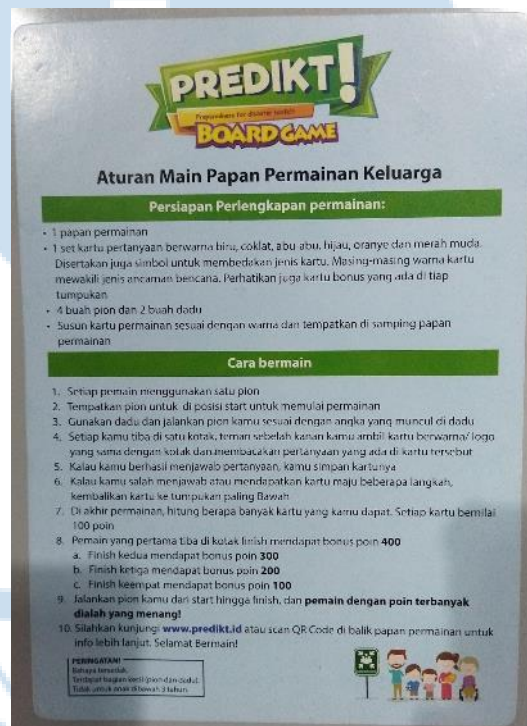 PREDIKT!
Preparedness for disaster
BOARD GAME
Aturan Main Papan Permainan Keluarga
Persiapan Perlengkapan permainan:
• 1 papan permainan
• 1 set kartu pertanyaan berwarna biru, coklat, abu-abu, hijau, oranye dan merah muda.
Disertakan juga simbol untuk membedakan jenis kartu. Masing-masing warna kartu
mewakili jenis ancaman bencana. Perhatikan juga kartu bonus yang ada di tiap
tumpukan
• 4 buah pion dan 2 buah dadu
• Susun kartu permainan sesuai dengan warna dan tempatkan di samping papan
permainan
Cara bermain
1. Setiap pemain menggunakan satu pion
2. Tempatkan pion untuk di posisi start untuk memulai permainan
3. Gunakan dadu dan jalankan pion kamu sesuai dengan angka yang muncul di dadu
4. Setiap kamu tiba di satu kotak, teman sebelah kanan kamu ambil kartu berwarna/ logo
yang sama dengan kotak dan membacakan pertanyaan yang ada di kartu tersebut
5. Kalau kamu berhasil menjawab pertanyaan, kamu simpan kartunya
6. Kalau kamu salah menjawab atau mendapatkan kartu maju beberapa langkah,
kembalikan kartu ke tumpukan paling Bawah
7. Di akhir permainan, hitung berapa banyak kartu yang kamu dapat. Setiap kartu bernilai
100 poin
8. Pemain yang pertama tiba di kotak finish mendapat bonus poin 400
a. Finish kedua mendapat bonus poin 300
b. Finish ketiga mendapat bonus poin 200
c. Finish keempat mendapat bonus poin 100
9. Jalankan pion kamu dari start hingga finish, dan pemain dengan poin terbanyak
dialah yang menang!
10. Silahkan kunjungi www.predikt.id atau scan QR Code di balik papan permainan untuk
info lebih lanjut. Selamat Bermain!
PERINGATAN!
Bahaya tersedak.
Terdapat bagian kecil (pion dan dadu).
Tidak untuk anak di bawah 3 tahun.